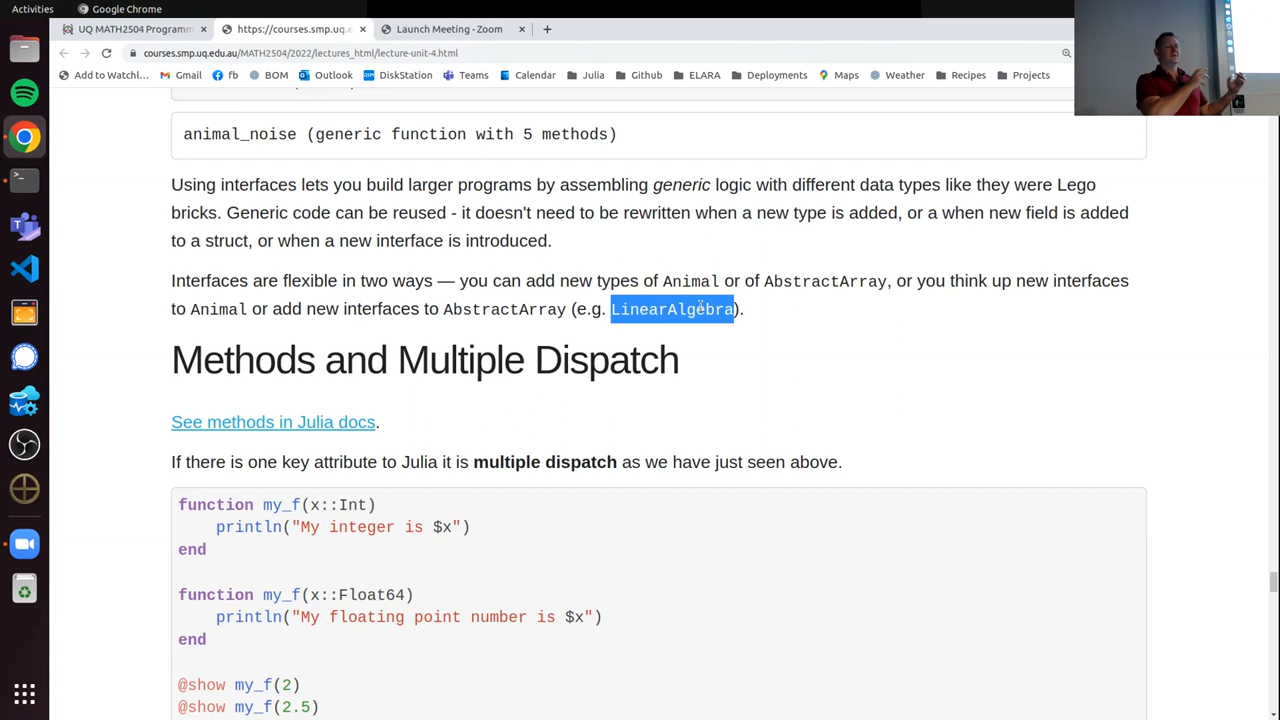 Activities
Google Chrome
UQ MATH2504 Programm
https://courses.smp.uq.e
Launch Meeting - Zoom
courses.smp.uq.edu.au/MATH2504/2022/lectures_html/lecture-unit-4.html
Add to Watchl... Gmail fb BOM Outlook DiskStation Teams Calendar Julia Github ELARA Deployments Maps Weather Recipes Projects
animal_noise (generic function with 5 methods)
Using interfaces lets you build larger programs by assembling generic logic with different data types like they were Lego
bricks. Generic code can be reused - it doesn't need to be rewritten when a new type is added, or a when new field is added
to a struct, or when a new interface is introduced.
Interfaces are flexible in two ways — you can add new types of Animal or of AbstractArray, or you think up new interfaces
to Animal or add new interfaces to AbstractArray (e.g. LinearAlgebra).
Methods and Multiple Dispatch
See methods in Julia docs.
If there is one key attribute to Julia it is multiple dispatch as we have just seen above.
function my_f(x::Int)
println("My integer is $x")
end
function my_f(x::Float64)
println("My floating point number is $x")
end
@show my_f(2)
@show my_f(2.5)